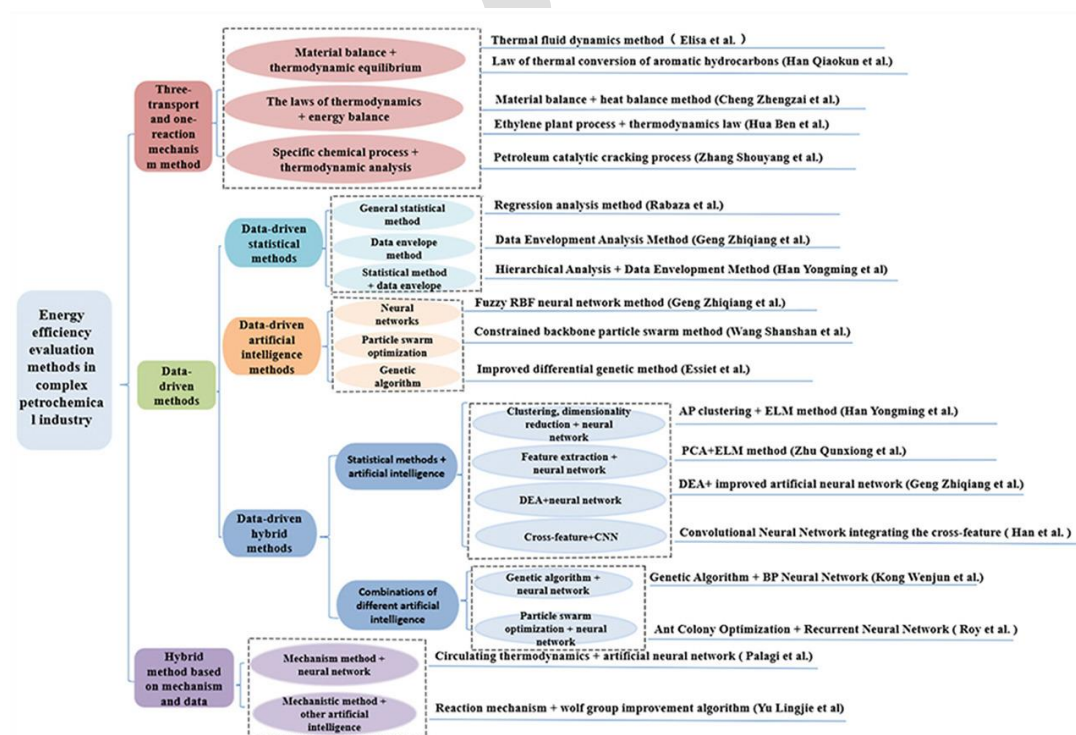 Energy
efficiency
evaluation
methods in
complex
petrochemica
l industry
Three-
transport
and one-
reaction
mechanis
m method
Material balance +
thermodynamic equilibrium
The laws of thermodynamics
+ energy balance
Specific chemical process +
thermodynamic analysis
Thermal fluid dynamics method ( Elisa et al. )
Law of thermal conversion of aromatic hydrocarbons (Han Qiaokun et al.)
Material balance + heat balance method (Cheng Zhengzai et al.)
Ethylene plant process + thermodynamics law (Hua Ben et al.)
Petroleum catalytic cracking process (Zhang Shouyang et al.)
Data-
driven
methods
Data-driven
statistical
methods
General statistical
method
Data envelope
method
Statistical method
+ data envelope
Regression analysis method (Rabaza et al.)
Data Envelopment Analysis Method (Geng Zhiqiang et al.)
Hierarchical Analysis + Data Envelopment Method (Han Yongming et al)
Data-driven
artificial
intelligence
methods
Neural
networks
Particle swarm
optimization
Genetic
algorithm
Fuzzy RBF neural network method (Geng Zhiqiang et al.)
Constrained backbone particle swarm method (Wang Shanshan et al.)
Improved differential genetic method (Essiet et al.)
Data-driven
hybrid
methods
Statistical methods +
artificial intelligence
Clustering, dimensionality
reduction + neural
network
Feature extraction +
neural network
DEA+neural network
Cross-feature+CNN
AP clustering + ELM method (Han Yongming et al.)
PCA+ELM method (Zhu Qunxiong et al.)
DEA+ improved artificial neural network (Geng Zhiqiang et al.)
Convolutional Neural Network integrating the cross-feature ( Han et al. )
Combinations of
different artificial
intelligence
Genetic algorithm +
neural network
Particle swarm
optimization + neural
network
Genetic Algorithm + BP Neural Network (Kong Wenjun et al.)
Ant Colony Optimization + Recurrent Neural Network ( Roy et al. )
Hybrid
method based
on mechanism
and data
Mechanism method +
neural network
Mechanistic method +
other artificial
intelligence
Circulating thermodynamics + artificial neural network ( Palagi et al.)
Reaction mechanism + wolf group improvement algorithm (Yu Lingjie et al)